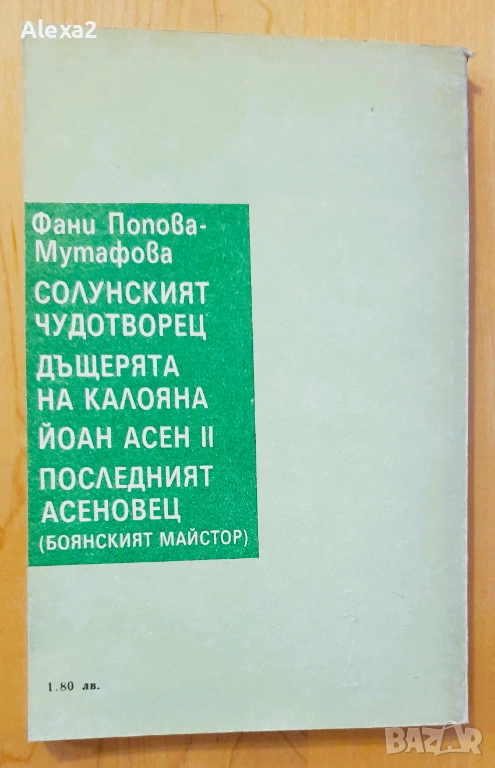 Alexa2
Фани Попова-
Мутафова
СОЛУНСКИЯТ
ЧУДОТВОРЕЦ
ДЪЩЕРЯТА
НА КАЛОЯНА
ЙОАН АСЕН II
ПОСЛЕДНИЯТ
АСЕНОВЕЦ
(БОЯНСКИЯТ МАЙСТОР)
1.80 лв.
BAZAR